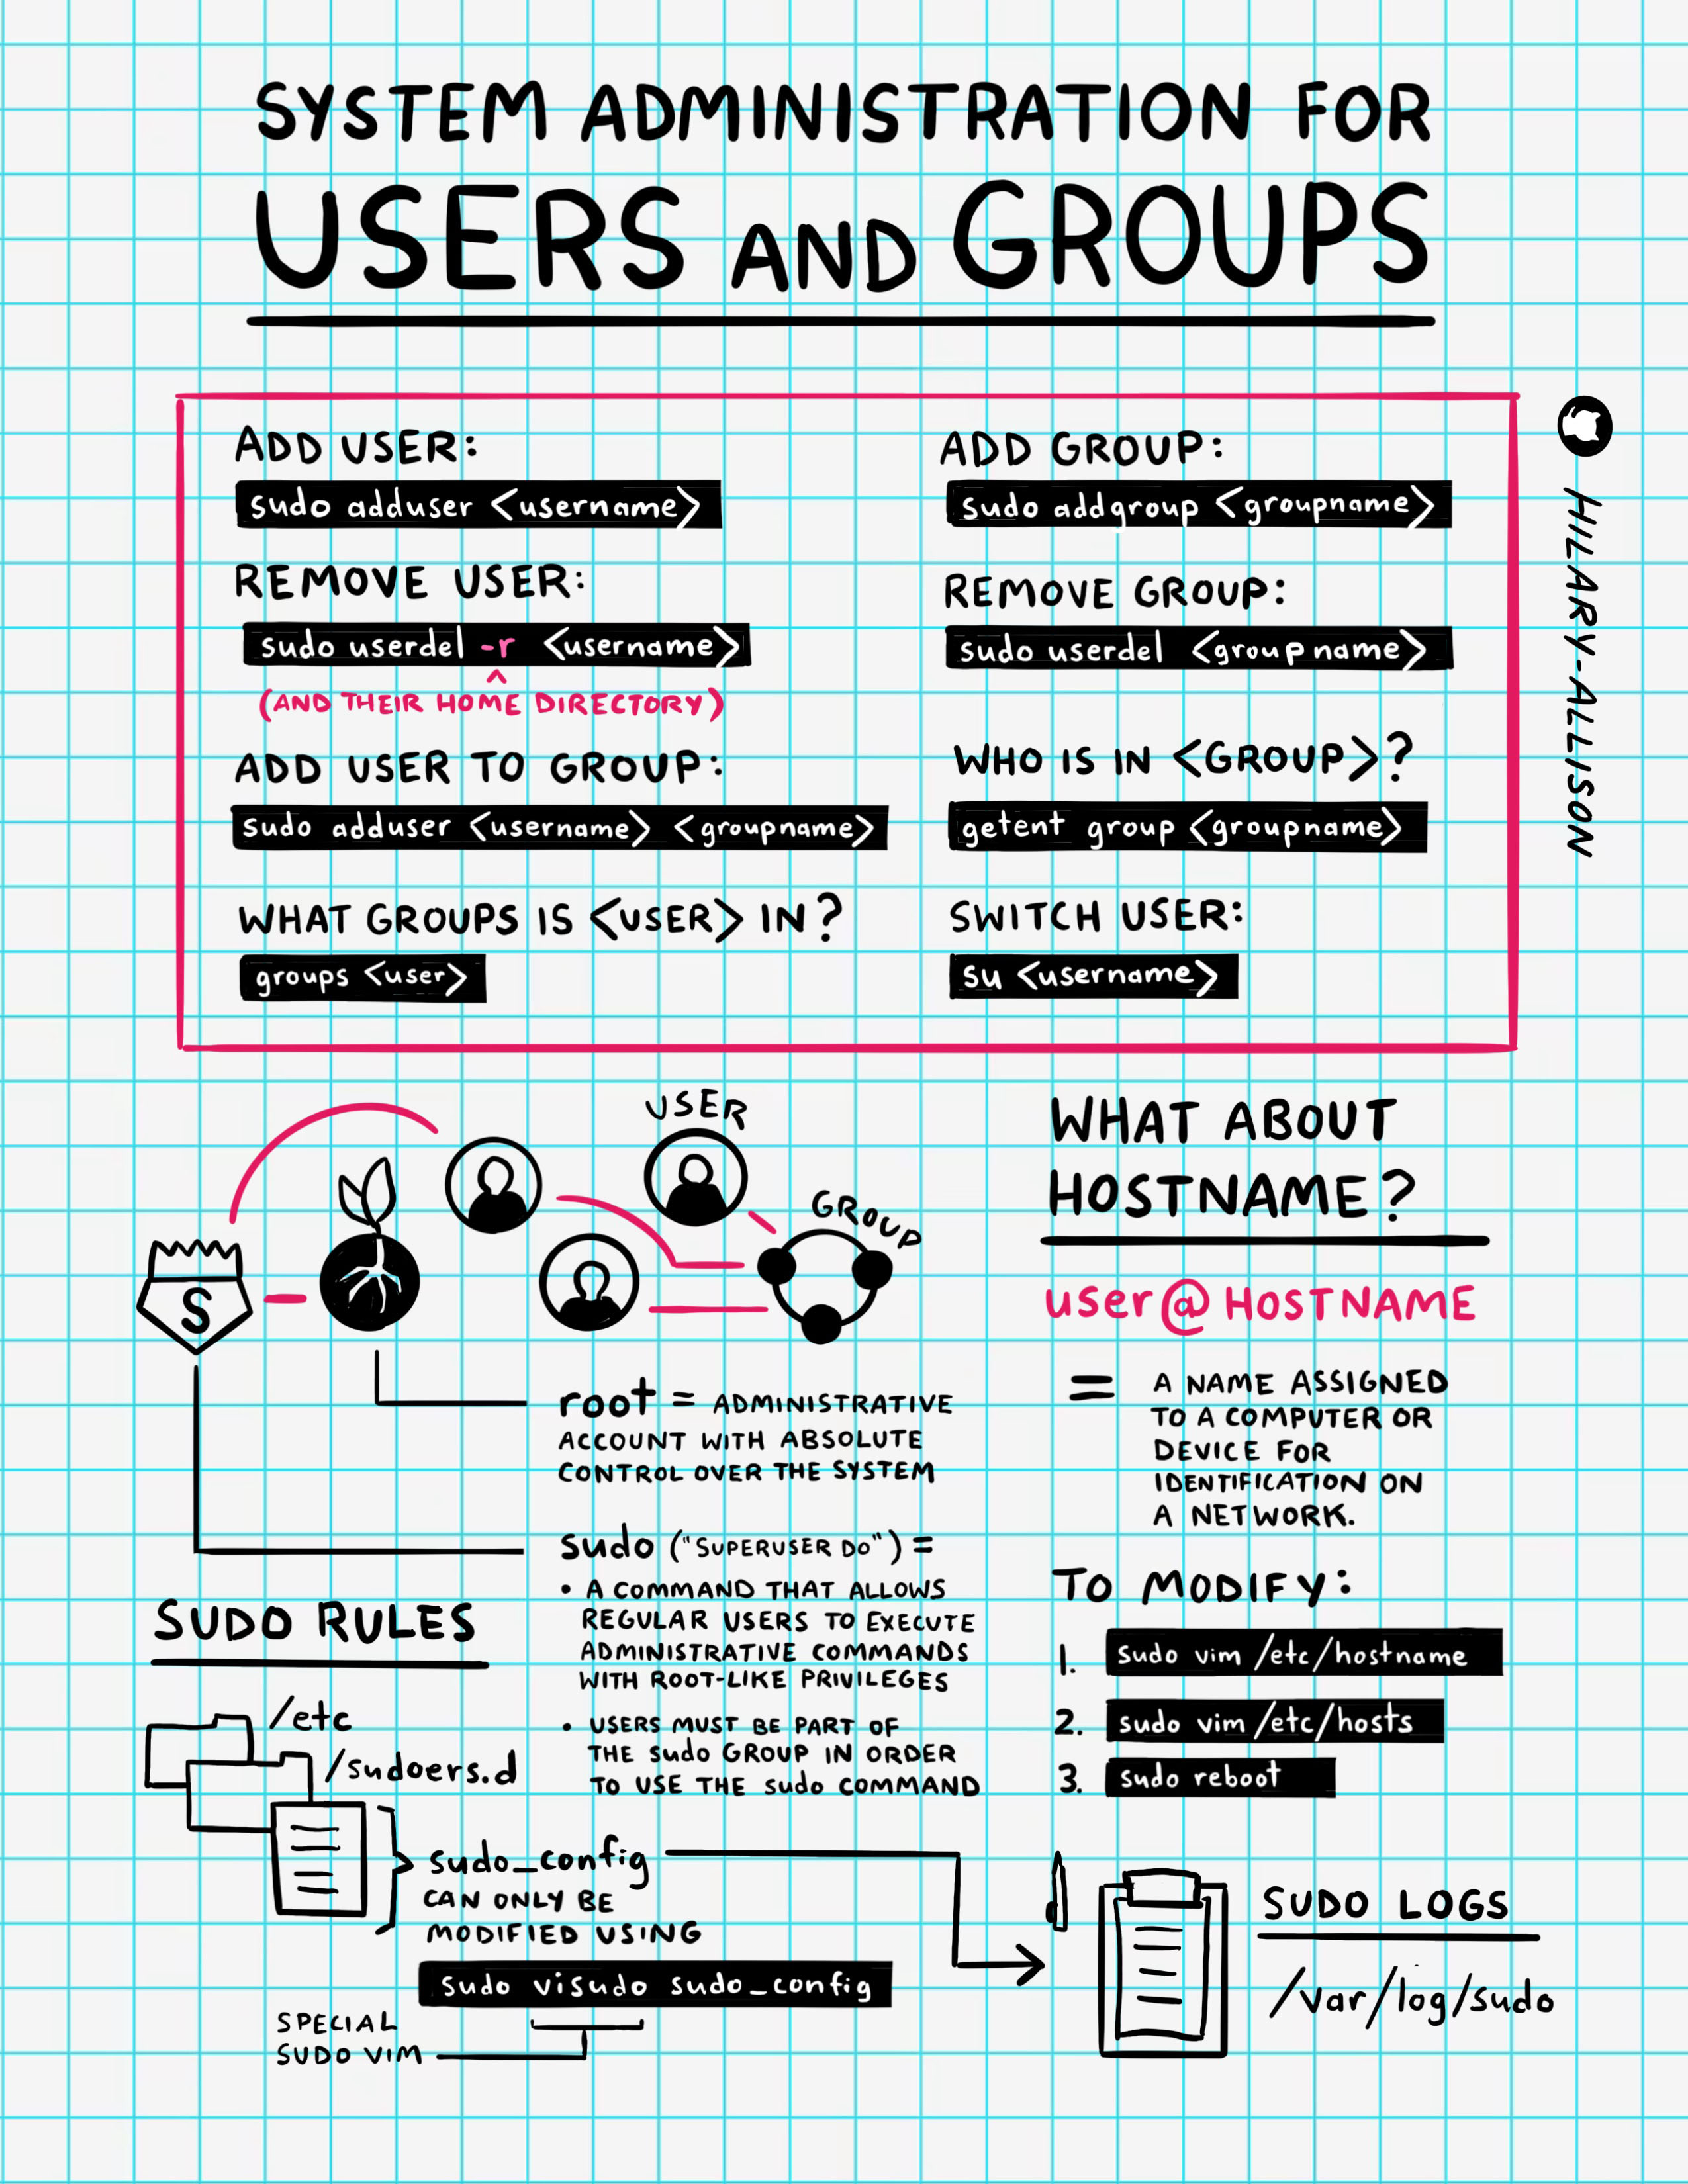 SYSTEM ADMINISTRATION FOR
USERS AND GROUPS
ADD USER:
sudo adduser <username>
REMOVE USER:
sudo userdel -r <username>
(AND THEIR HOME DIRECTORY)
ADD USER TO GROUP:
sudo adduser <username> <groupname>
WHAT GROUPS IS <USER> IN?
groups <user>
ADD GROUP:
sudo addgroup <groupname>
REMOVE GROUP:
sudo userdel <groupname>
WHO IS IN <GROUP>?
getent group <groupname>
SWITCH USER:
su <username>
HILARY-ALLISON
USER
GROUP
S
root = ADMINISTRATIVE
ACCOUNT WITH ABSOLUTE
CONTROL OVER THE SYSTEM
sudo ("SUPERUSER DO") =
• A COMMAND THAT ALLOWS
REGULAR USERS TO EXECUTE
ADMINISTRATIVE COMMANDS
WITH ROOT-LIKE PRIVILEGES
• USERS MUST BE PART OF
THE sudo GROUP IN ORDER
TO USE THE sudo COMMAND
WHAT ABOUT
HOSTNAME?
user@HOSTNAME
= A NAME ASSIGNED
TO A COMPUTER OR
DEVICE FOR
IDENTIFICATION ON
A NETWORK.
TO MODIFY:
1. sudo vim /etc/hostname
2. sudo vim /etc/hosts
3. sudo reboot
SUDO RULES
/etc
/sudoers.d
sudo_config
CAN ONLY BE
MODIFIED USING
sudo visudo sudo_config
SPECIAL
SUDO VIM
SUDO LOGS
/var/log/sudo